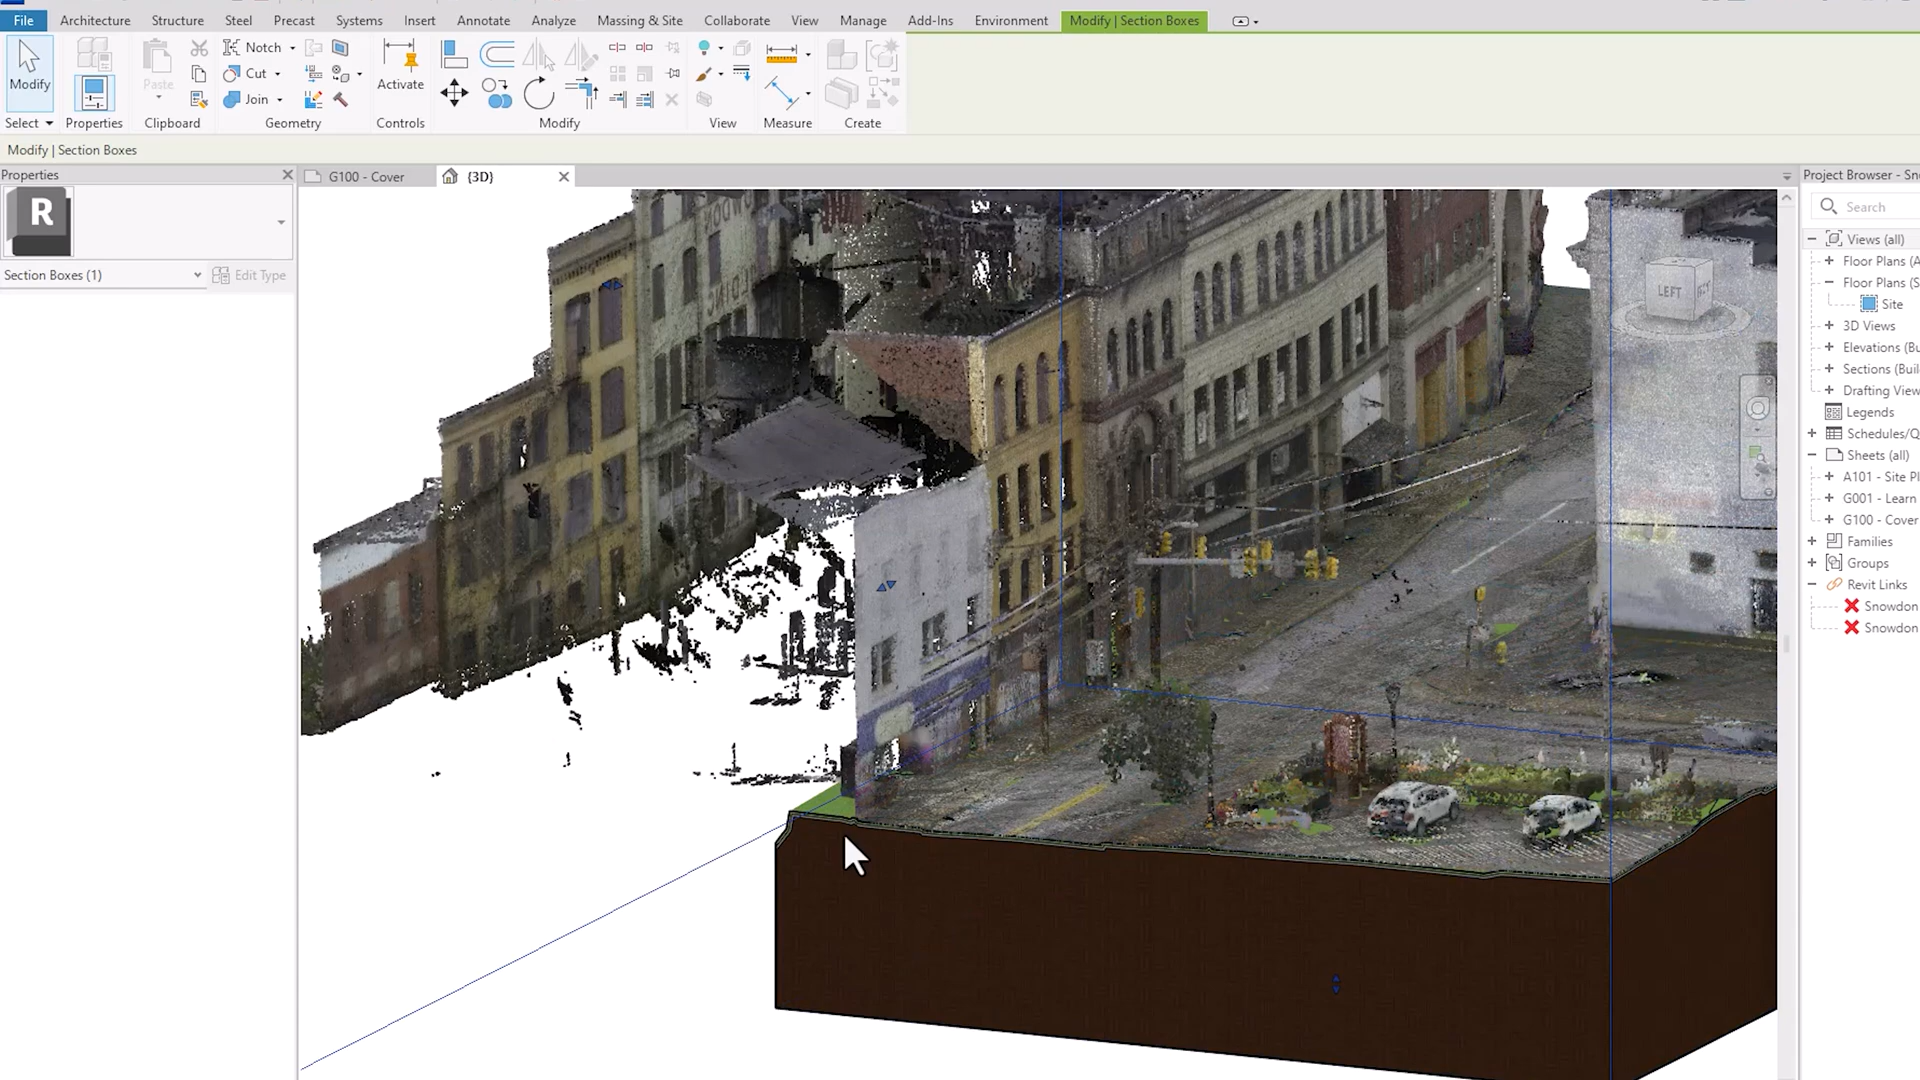 File Architecture Structure Steel Precast Systems Insert Annotate Analyze Massing & Site Collaborate View Manage Add-Ins Environment Modify | Section Boxes
Modify
Paste
Notch
Cut
Join
Activate
Select Properties Clipboard Geometry Controls Modify View Measure Create
Modify | Section Boxes
Properties
R
Section Boxes (1)
Edit Type
G100 - Cover
{3D}
LEFT
Project Browser - Sn
Search
Views (all)
Floor Plans (A
Floor Plans (S
Site
3D Views
Elevations (Bu
Sections (Buil
Drafting View
Legends
Schedules/Q
Sheets (all)
A101 - Site Pl
G001 - Learn
G100 - Cover
Families
Groups
Revit Links
Snowdon
Snowdon